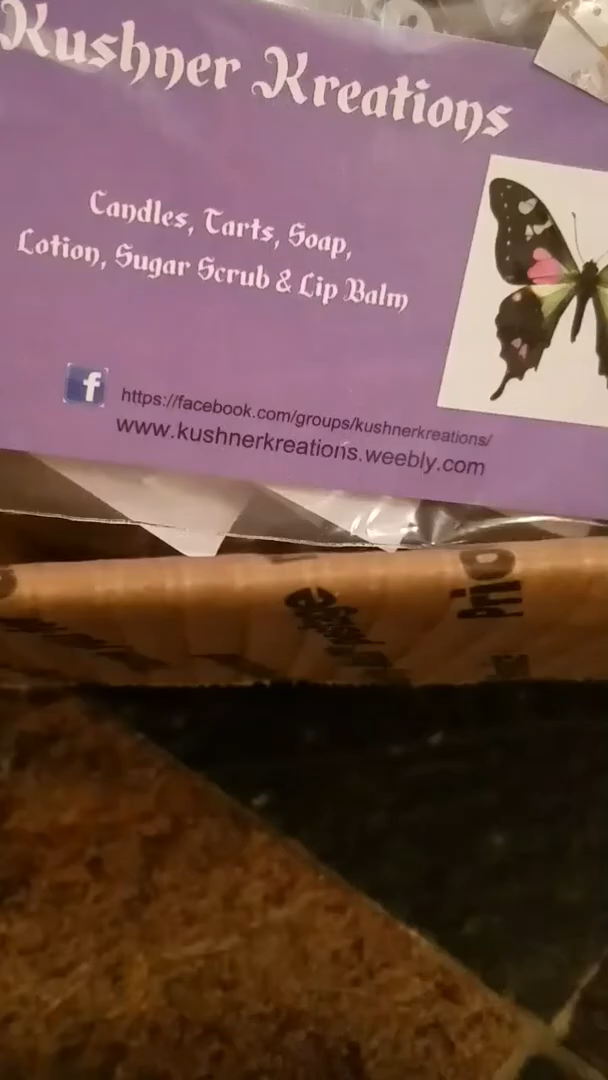 Kushner Kreations
Candles, Tarts, Soap,
Lotion, Sugar Scrub & Lip Balm
f
https://facebook.com/groups/kushnerkreations/
www.kushnerkreations.weebly.com